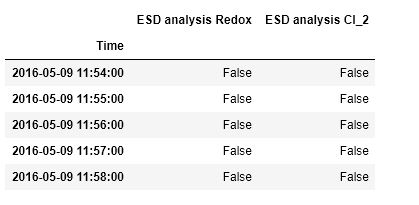 ESD analysis Redox ESD analysis Cl_2
Time
2016-05-09 11:54:00 False False
2016-05-09 11:55:00 False False
2016-05-09 11:56:00 False False
2016-05-09 11:57:00 False False
2016-05-09 11:58:00 False False